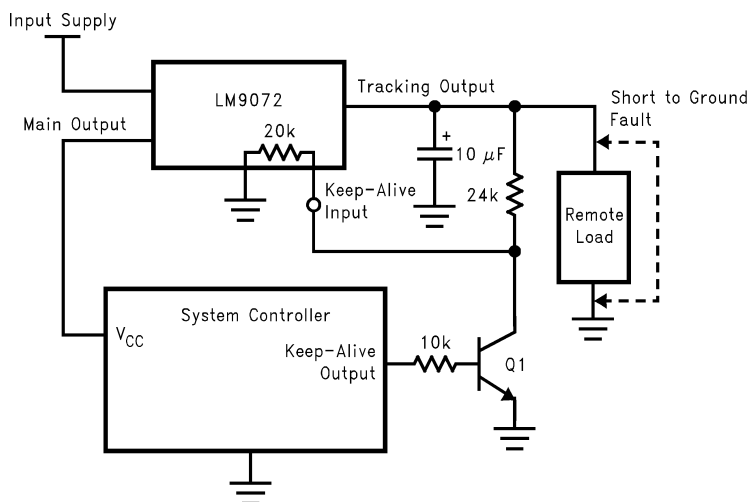 Input Supply
LM9072
Tracking Output
Short to Ground
Fault
Main Output
20k
+
10 μF
Keep-Alive
Input
24k
Remote
Load
System Controller
VCC
Keep-Alive
Output
10k
Q1